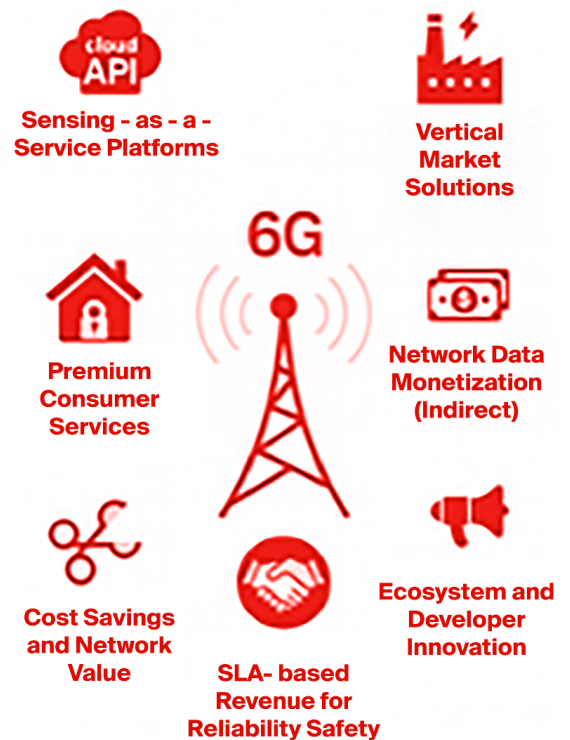 cloud
API
Sensing - as - a -
Service Platforms
Vertical
Market
Solutions
6G
Premium
Consumer
Services
Network Data
Monetization
(Indirect)
Cost Savings
and Network
Value
SLA- based
Revenue for
Reliability Safety
Ecosystem and
Developer
Innovation